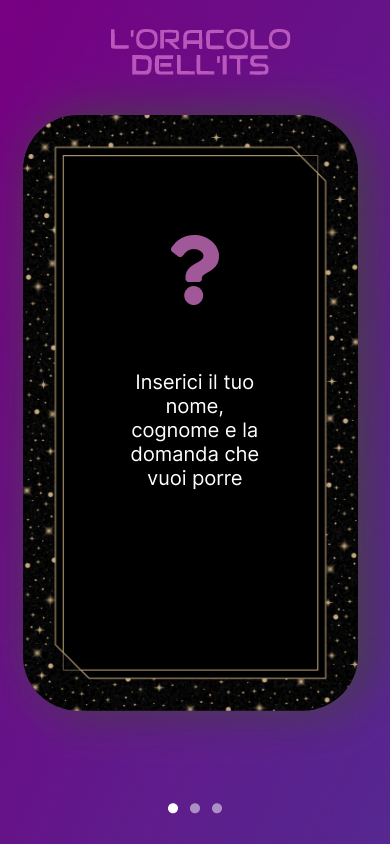 L'ORACOLO
DELL'ITS
?
Inserici il tuo
nome,
cognome e la
domanda che
vuoi porre